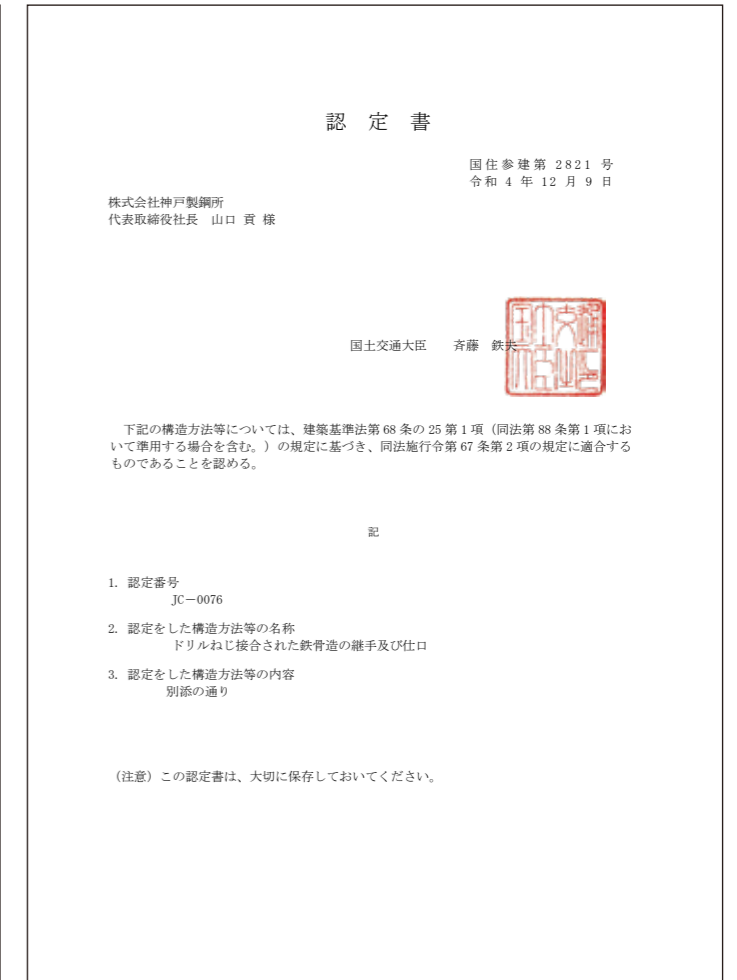 認 定 書
国住参建第 2821 号
令和 4 年 12 月 9 日
株式会社神戸製鋼所
代表取締役社長 山口 貢 様
国土交通大臣 斉藤 鉄夫
下記の構造方法等については、建築基準法第 68 条の 25 第 1 項（同法第 88 条第 1 項にお
いて準用する場合を含む。）の規定に基づき、同法施行令第 67 条第 2 項の規定に適合する
ものであることを認める。
記
1. 認定番号
JC－0076
2. 認定をした構造方法等の名称
ドリルねじ接合された鉄骨造の継手及び仕口
3. 認定をした構造方法等の内容
別添の通り
（注意）この認定書は、大切に保存しておいてください。